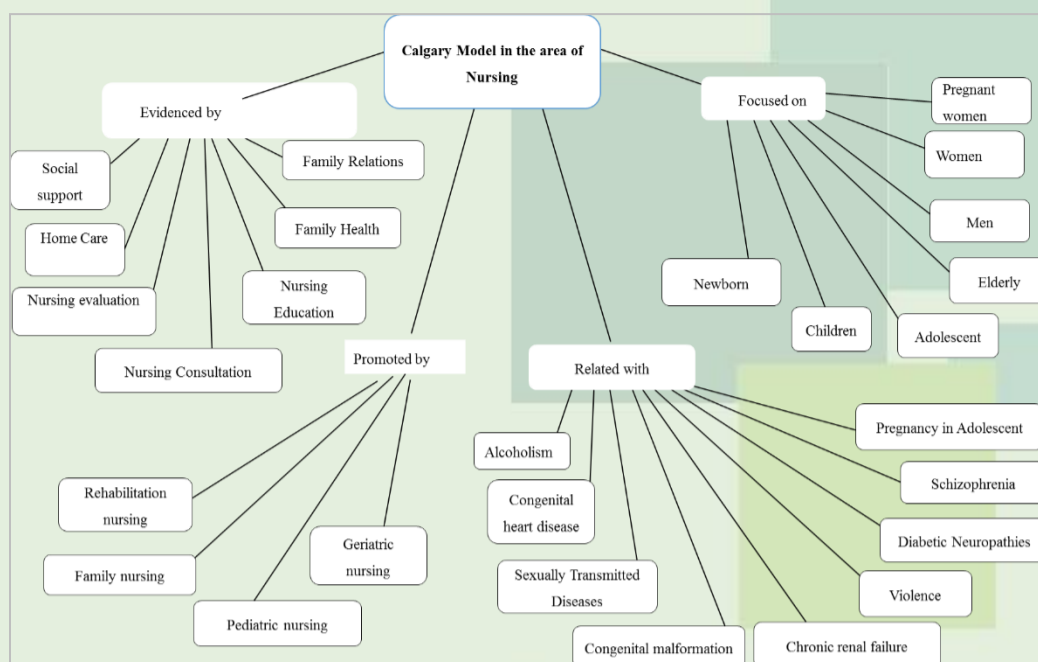 Calgary Model in the area of
Nursing
Evidenced by
Social
support
Home Care
Nursing evaluation
Nursing Consultation
Nursing
Education
Family Health
Family Relations
Promoted by
Rehabilitation
nursing
Family nursing
Pediatric nursing
Geriatric
nursing
Related with
Alcoholism
Congenital
heart disease
Sexually Transmitted
Diseases
Congenital malformation
Chronic renal failure
Violence
Diabetic Neuropathies
Schizophrenia
Pregnancy in Adolescent
Focused on
Newborn
Children
Adolescent
Elderly
Men
Women
Pregnant
women